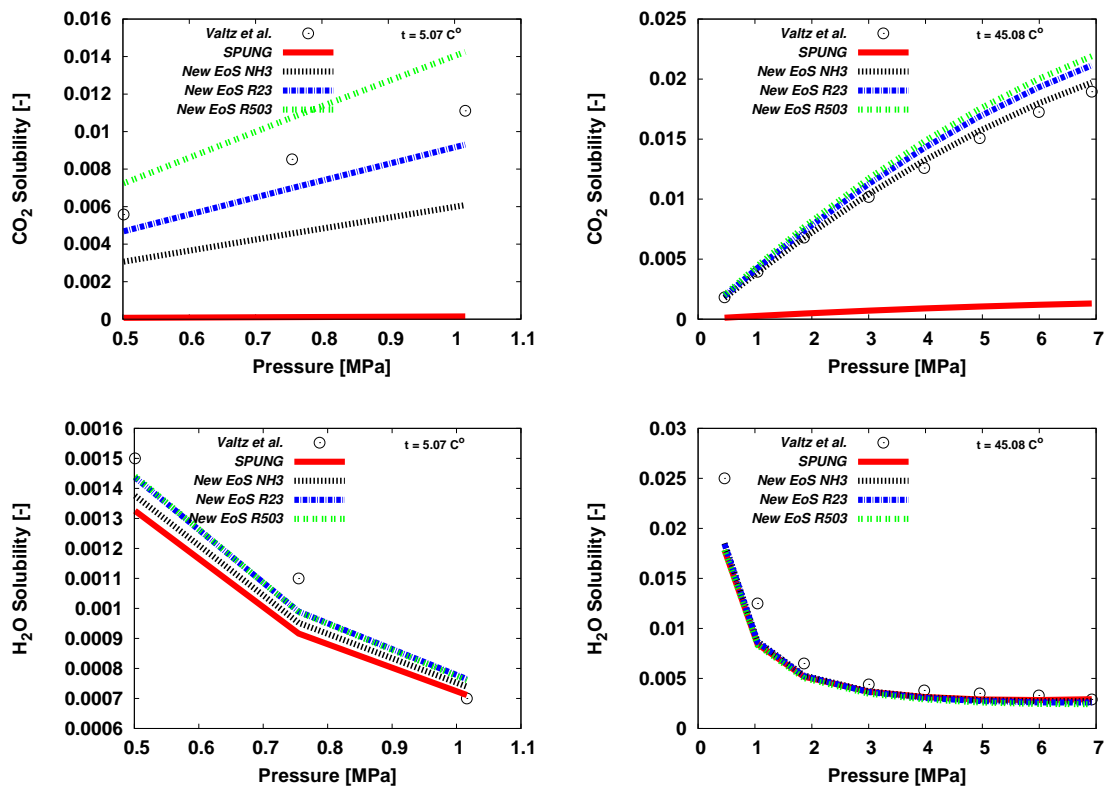 CO2 Solubility [-]
0.016
0.014
0.012
0.01
0.008
0.006
0.004
0.002
0
0.5
0.6
0.7
0.8
0.9
1
1.1
Pressure [MPa]
t = 5.07 Co
Valtz et al.
SPUNG
New EoS NH3
New EoS R23
New EoS R503
CO2 Solubility [-]
0.025
0.02
0.015
0.01
0.005
0
0
1
2
3
4
5
6
7
Pressure [MPa]
t = 45.08 Co
Valtz et al.
SPUNG
New EoS NH3
New EoS R23
New EoS R503
H2O Solubility [-]
0.0016
0.0015
0.0014
0.0013
0.0012
0.0011
0.001
0.0009
0.0008
0.0007
0.0006
0.5
0.6
0.7
0.8
0.9
1
1.1
Pressure [MPa]
t = 5.07 Co
Valtz et al.
SPUNG
New EoS NH3
New EoS R23
New EoS R503
H2O Solubility [-]
0.03
0.025
0.02
0.015
0.01
0.005
0
0
1
2
3
4
5
6
7
Pressure [MPa]
t = 45.08 Co
Valtz et al.
SPUNG
New EoS NH3
New EoS R23
New EoS R503